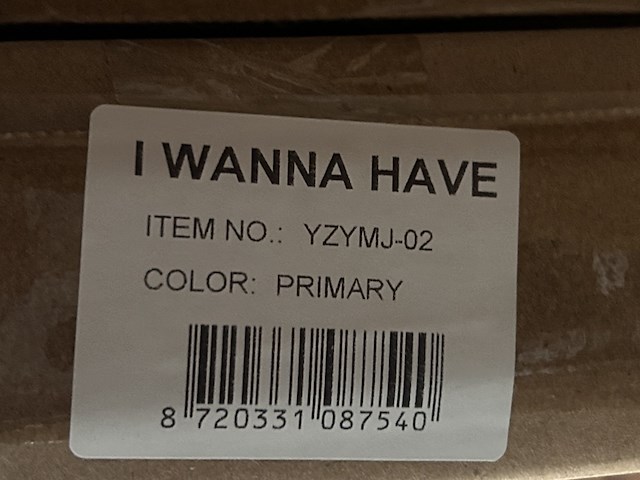 I WANNA HAVE
ITEM NO.: YZYMJ-02
COLOR: PRIMARY
8 720331 087540